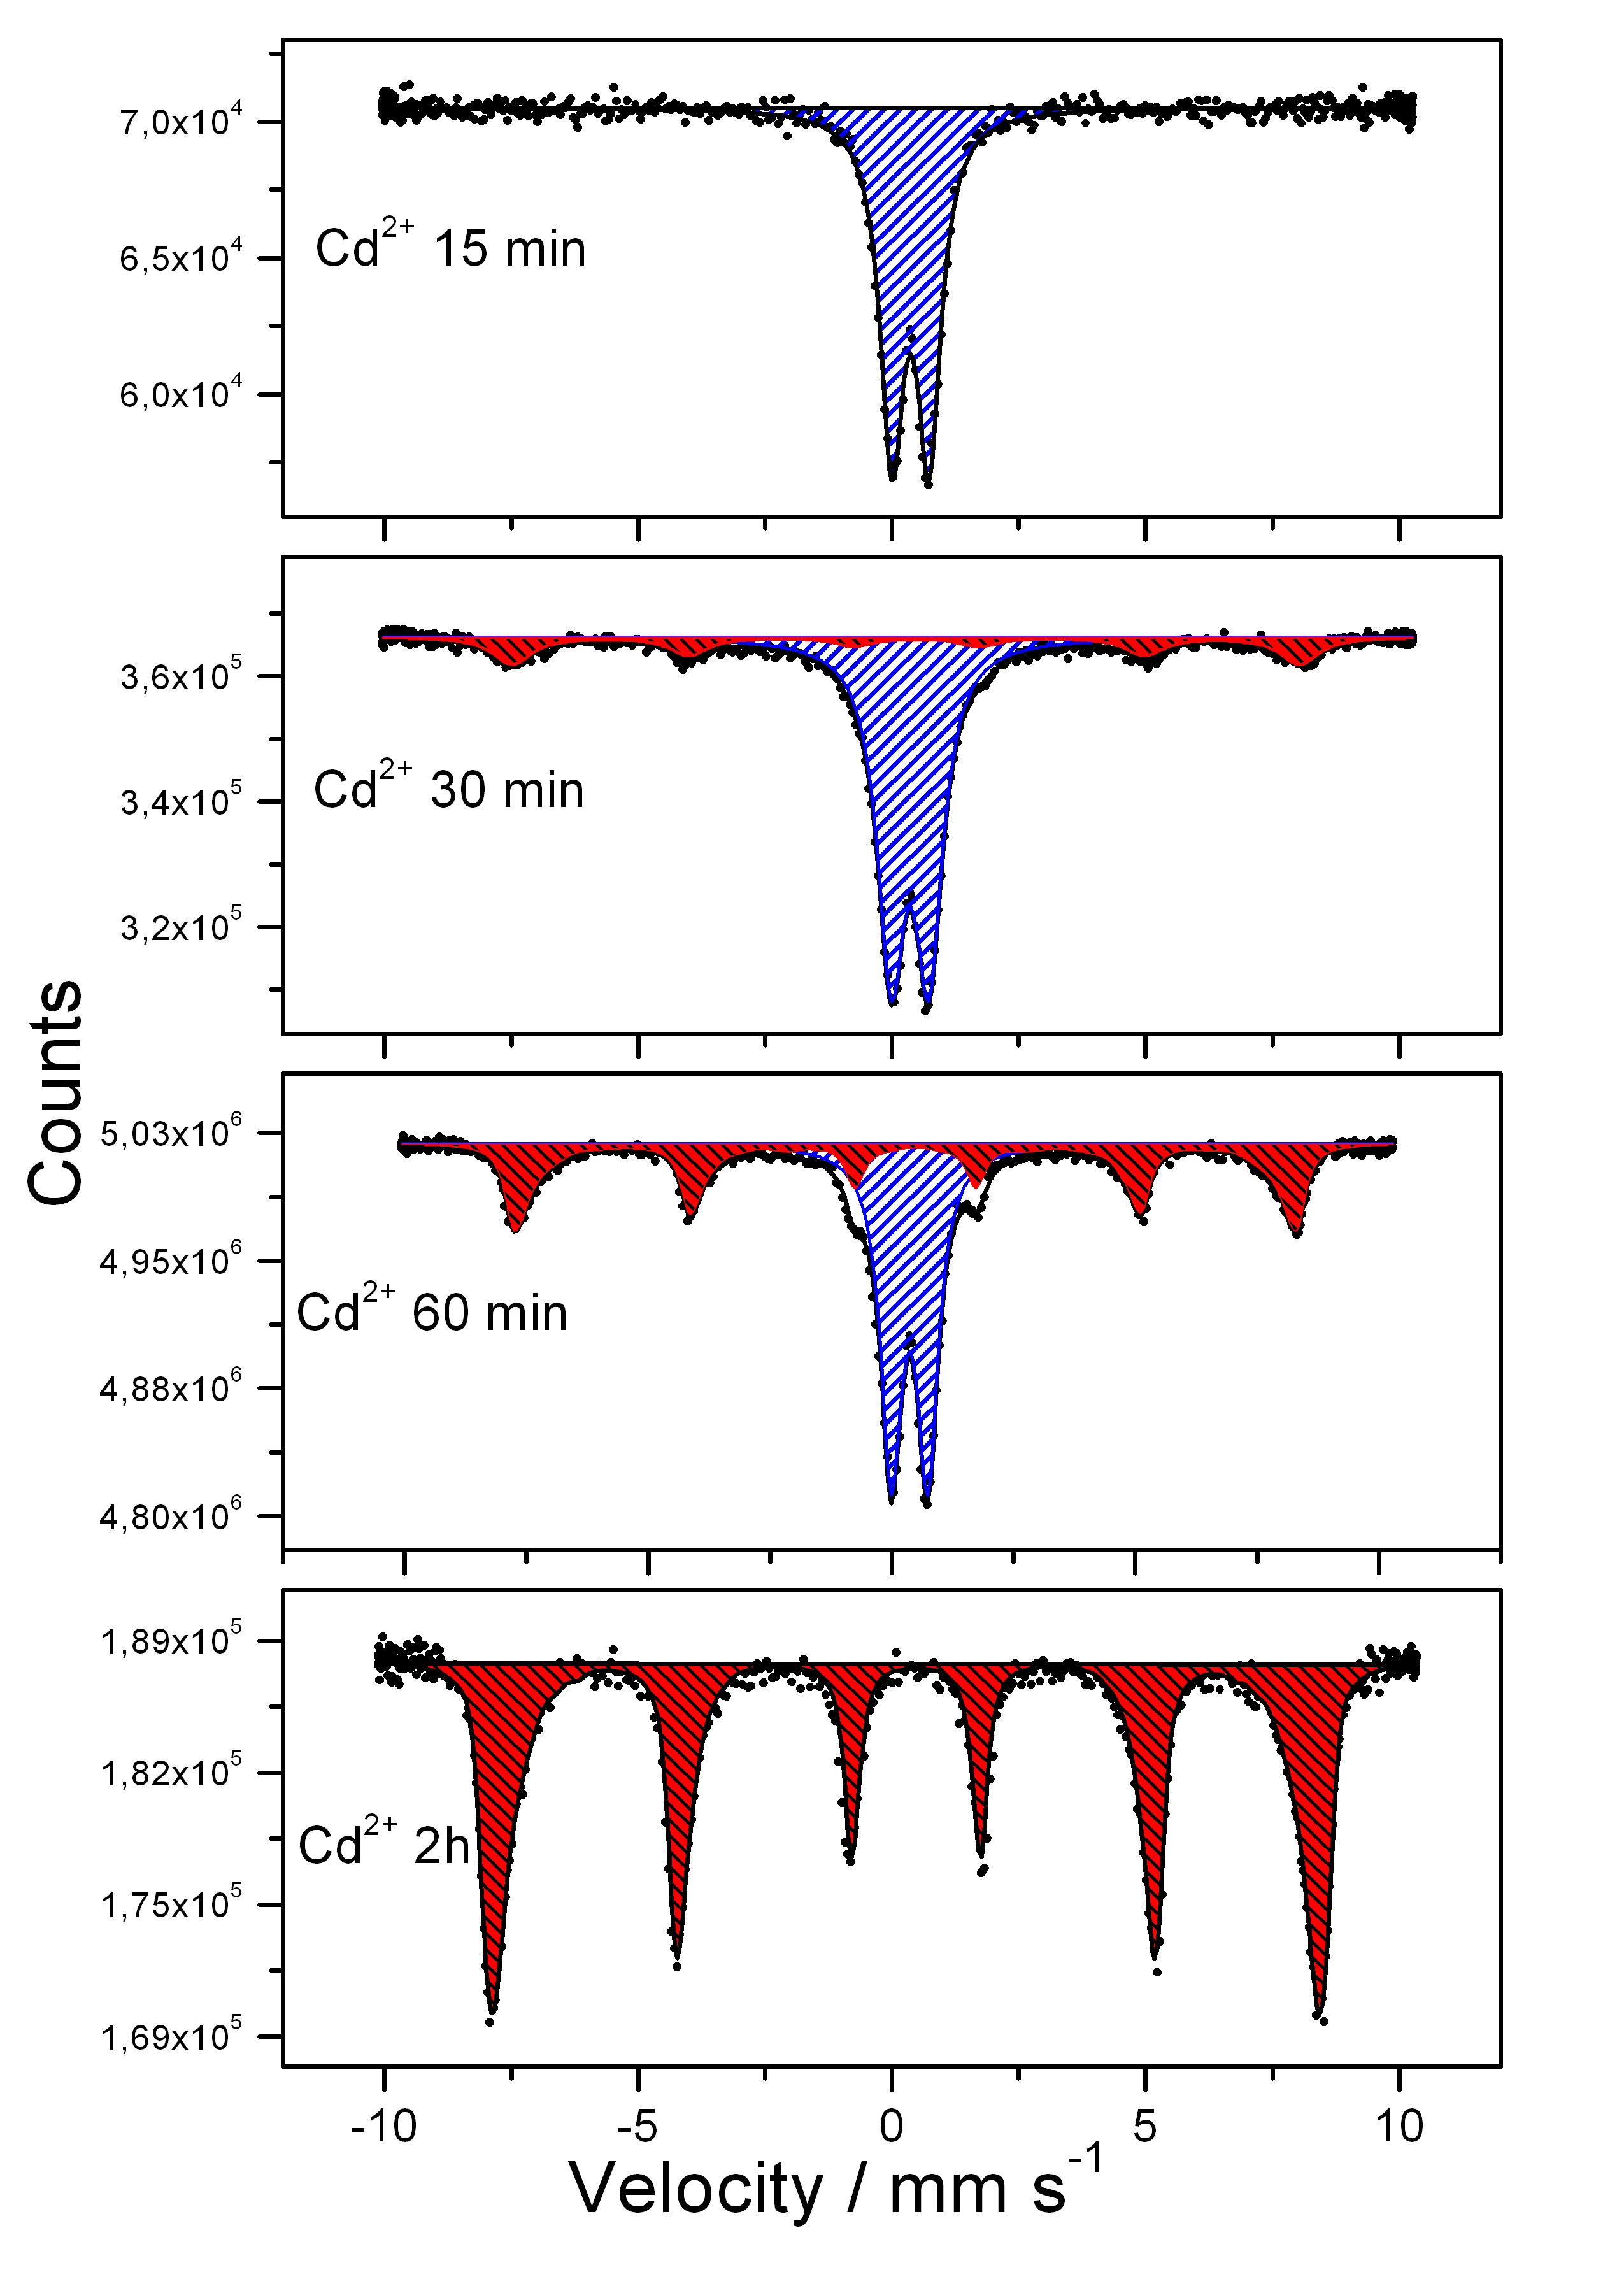 Counts
7,0x10⁴
6,5x10⁴
6,0x10⁴
Cd²⁺ 15 min
3,6x10⁵
3,4x10⁵
3,2x10⁵
Cd²⁺ 30 min
5,03x10⁶
4,95x10⁶
4,88x10⁶
4,80x10⁶
Cd²⁺ 60 min
1,89x10⁵
1,82x10⁵
1,75x10⁵
1,69x10⁵
Cd²⁺ 2h
-10 -5 0 5 10
Velocity / mm s⁻¹